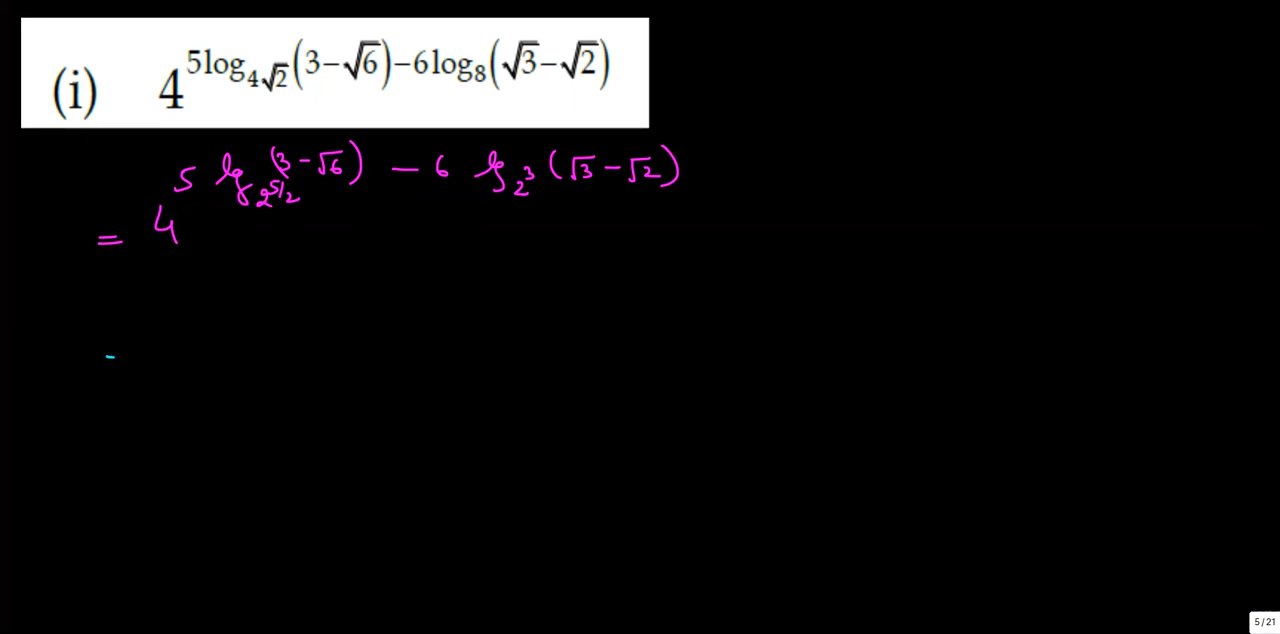 (i) 4^{5log_{4√2}(3−√6)−6log_8(√3−√2)}
= 4^{5 log_{2^{5/2}}(3−√6) − 6 log_{2^3}(√3−√2)}
-
5/21